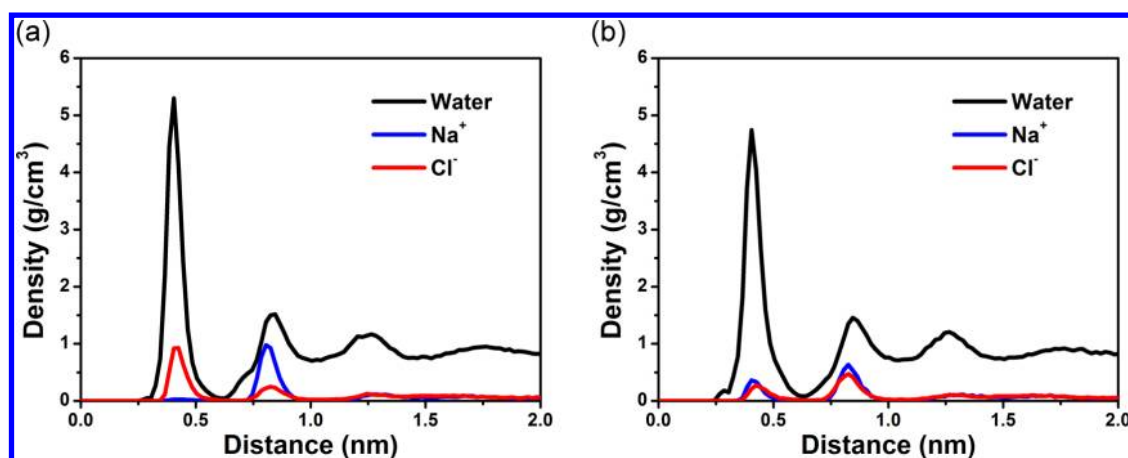 (a)
Density (g/cm³)
6
5
4
3
2
1
0
Water
Na⁺
Cl⁻
0.0 0.5 1.0 1.5 2.0
Distance (nm)
(b)
Density (g/cm³)
6
5
4
3
2
1
0
Water
Na⁺
Cl⁻
0.0 0.5 1.0 1.5 2.0
Distance (nm)